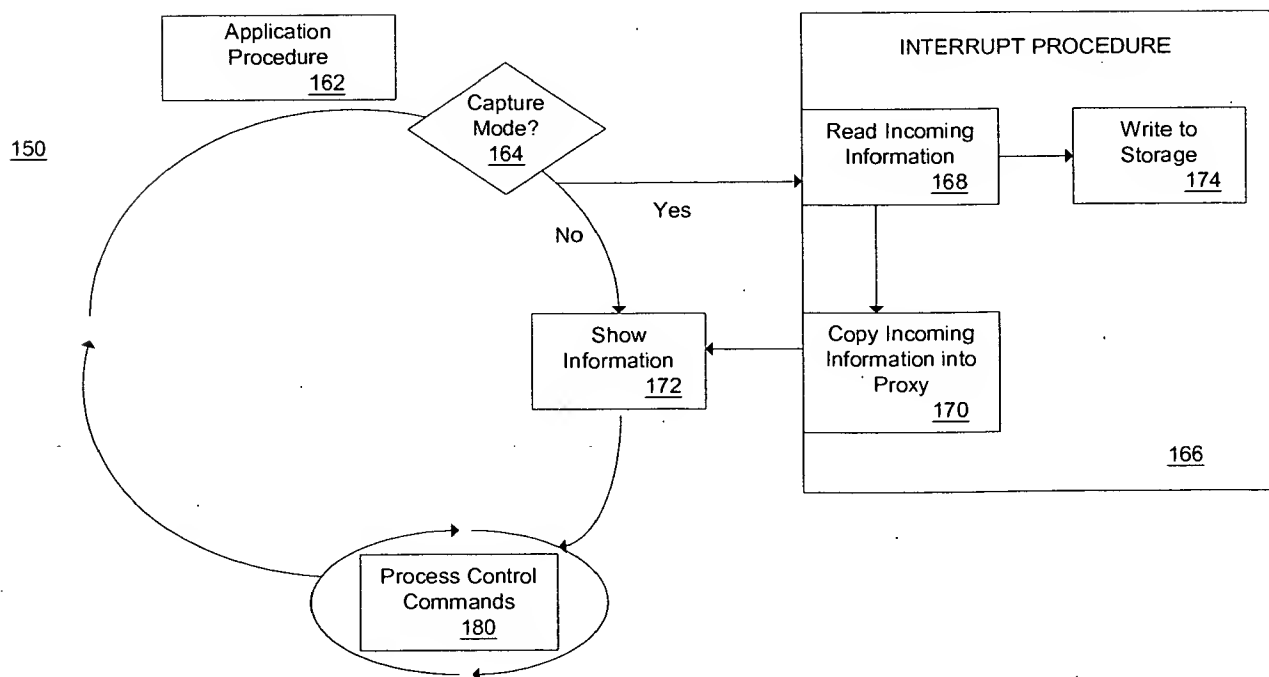 Application
Procedure
162
150
Capture
Mode?
164
Yes
No
INTERRUPT PROCEDURE
Read Incoming
Information
168
Write to
Storage
174
Show
Information
172
Copy Incoming
Information into
Proxy
170
166
Process Control
Commands
180